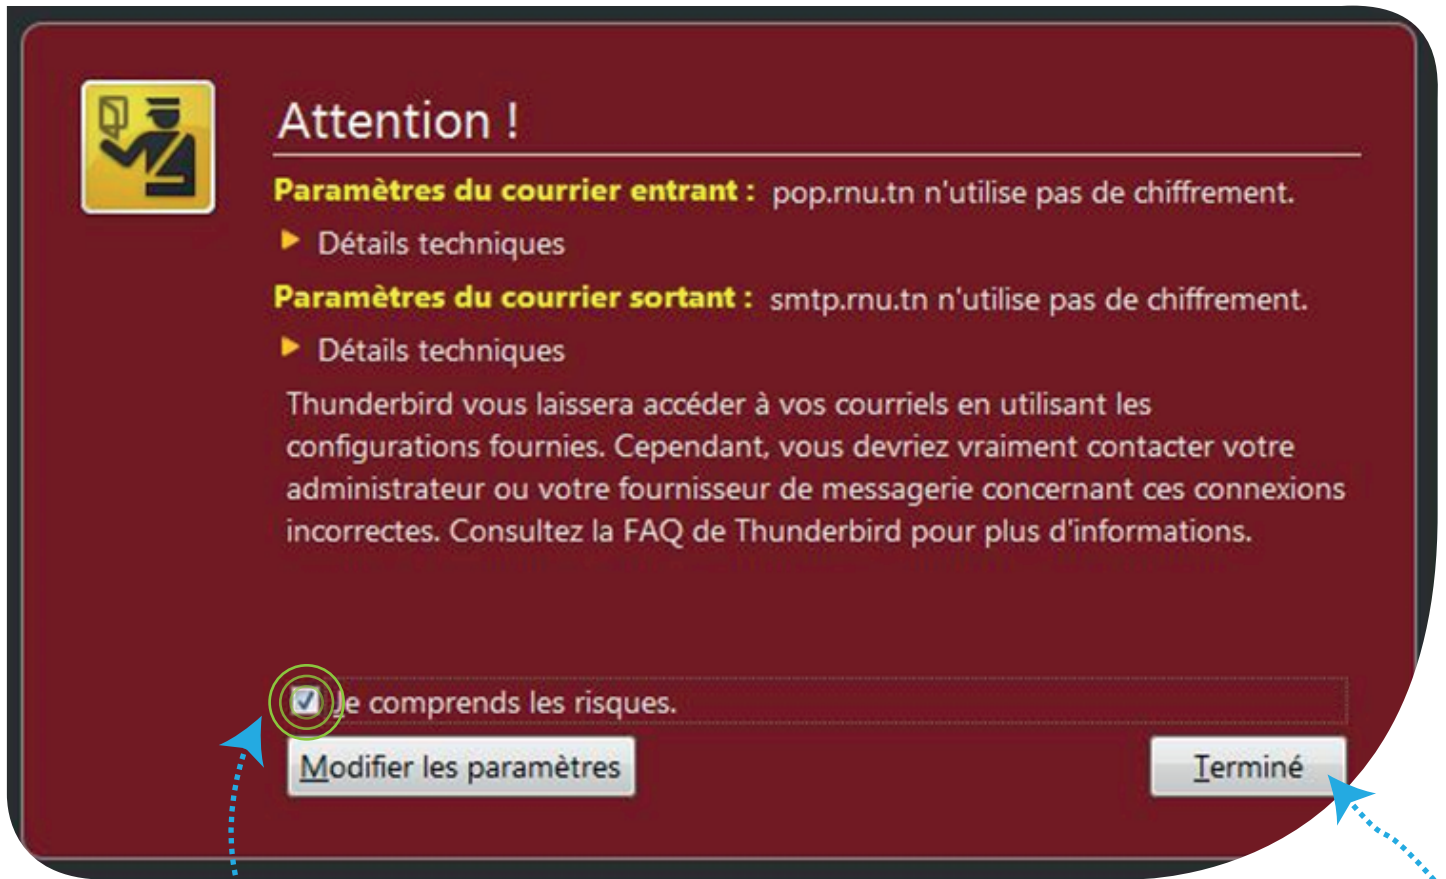 Attention !
Paramètres du courrier entrant : pop.rnu.tn n'utilise pas de chiffrement.
Détails techniques
Paramètres du courrier sortant : smtp.rnu.tn n'utilise pas de chiffrement.
Détails techniques
Thunderbird vous laissera accéder à vos courriels en utilisant les
configurations fournies. Cependant, vous devriez vraiment contacter votre
administrateur ou votre fournisseur de messagerie concernant ces connexions
incorrectes. Consultez la FAQ de Thunderbird pour plus d'informations.
Je comprends les risques.
Modifier les paramètres
Terminé